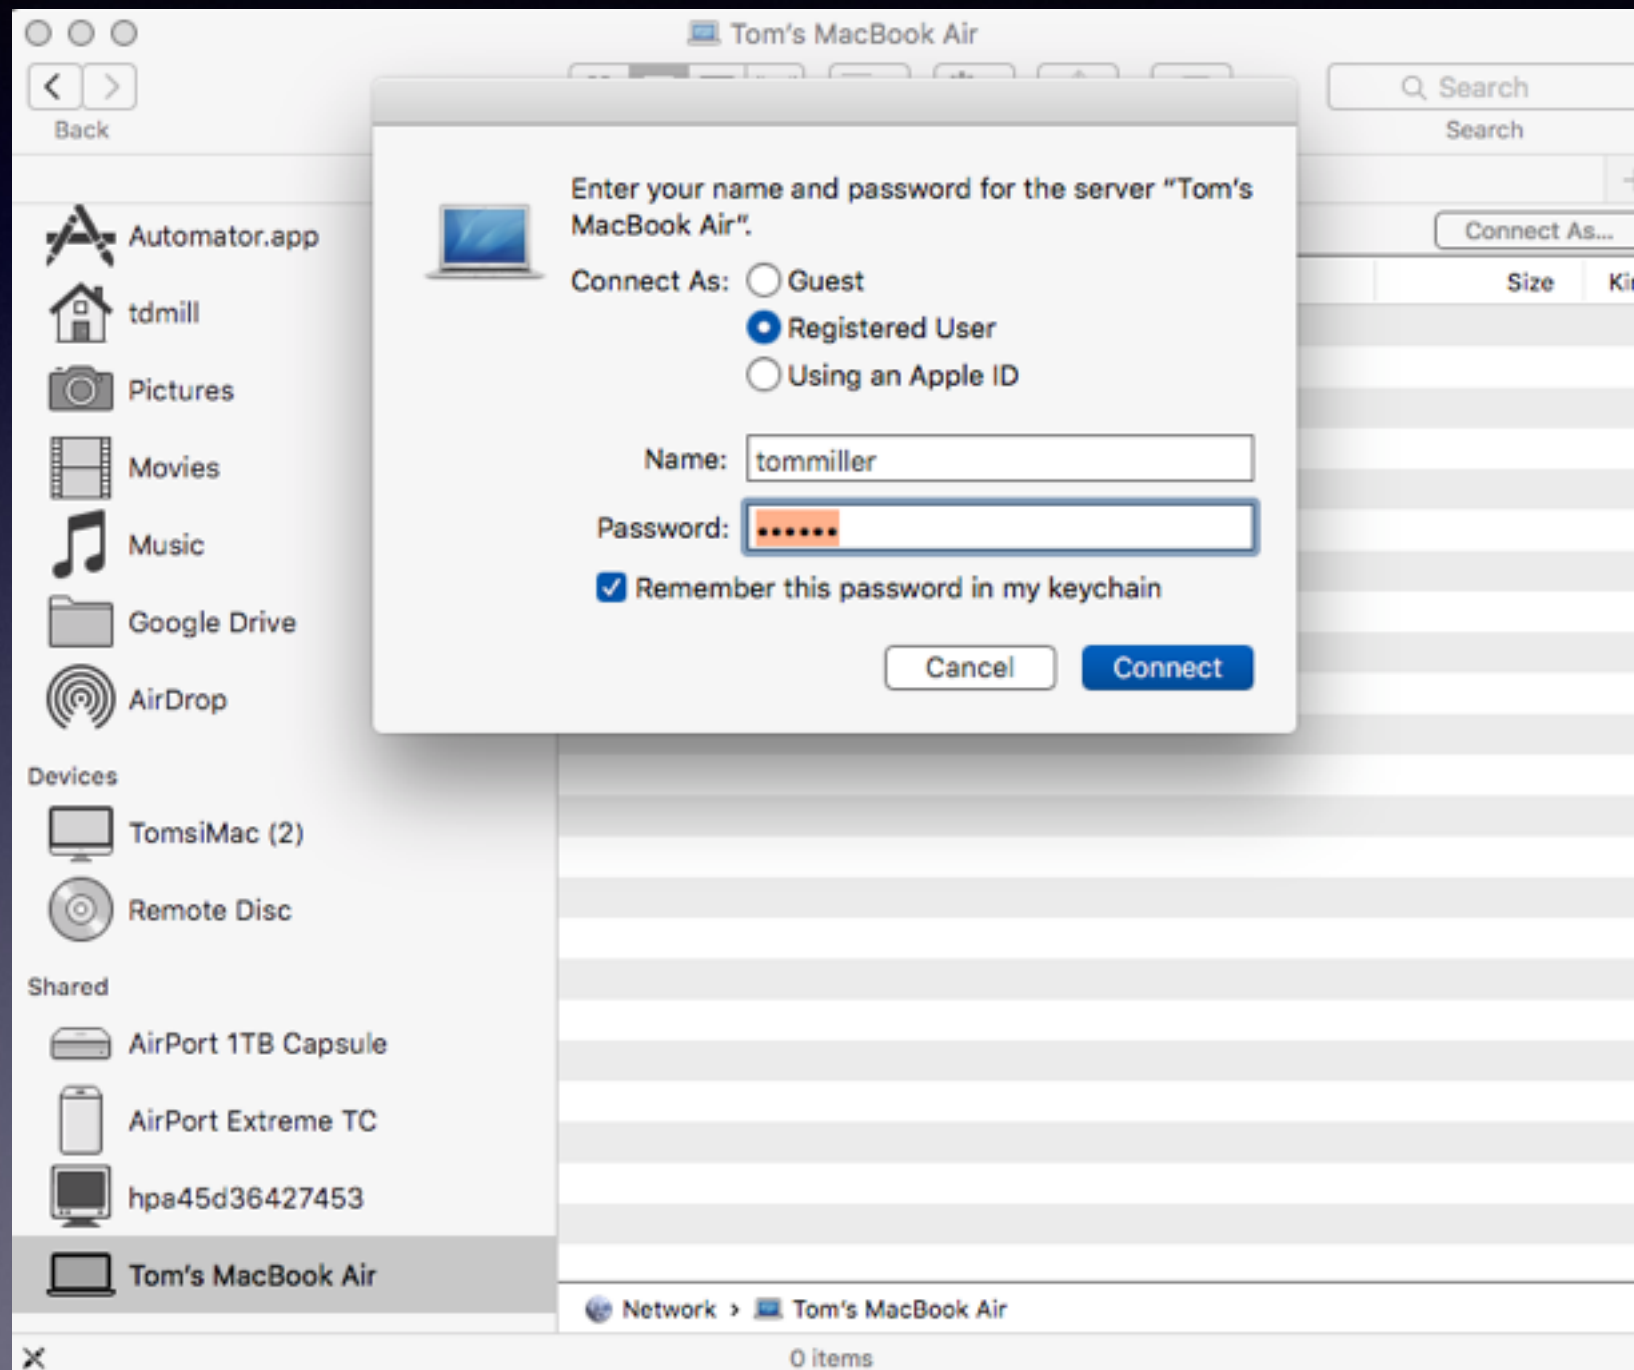 Tom's MacBook Air
Search
Back
Search
Enter your name and password for the server "Tom's
MacBook Air".
Connect As: Guest
Registered User
Using an Apple ID
Name: tommiller
Password: ••••••
Remember this password in my keychain
Cancel Connect
Connect As...
Size
Automator.app
tdmill
Pictures
Movies
Music
Google Drive
AirDrop
Devices
TomsiMac (2)
Remote Disc
Shared
AirPort 1TB Capsule
AirPort Extreme TC
hpa45d36427453
Tom's MacBook Air
Network › Tom's MacBook Air
0 items